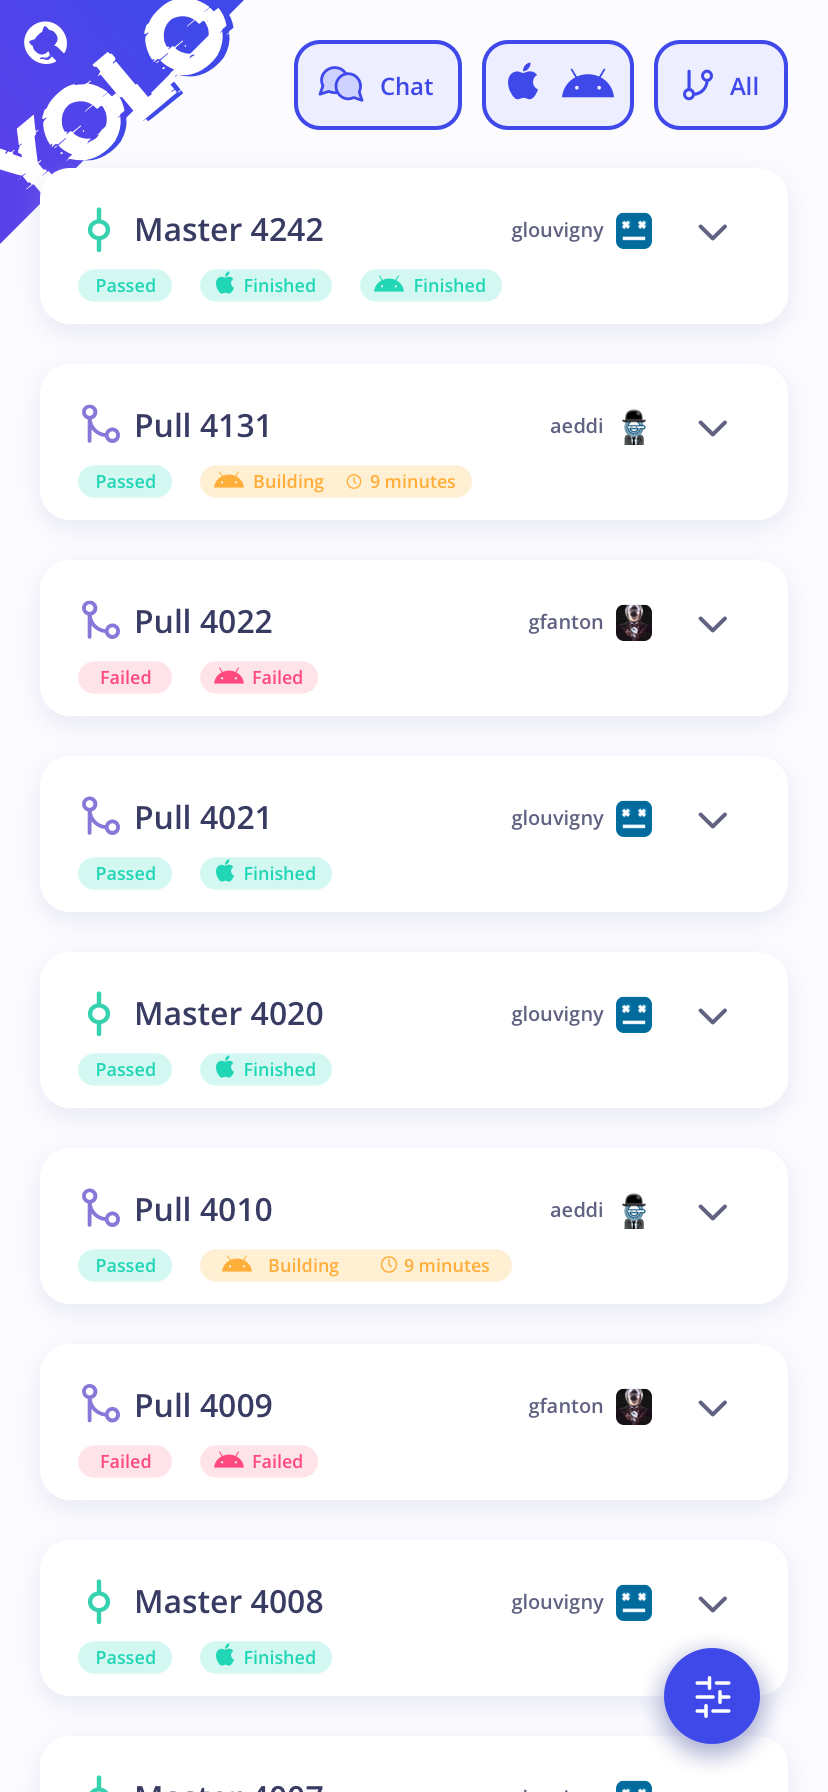 YOLO
Chat
All
Master 4242
glouvigny
Passed
Finished
Finished
Pull 4131
aeddi
Passed
Building 9 minutes
Pull 4022
gfanton
Failed
Failed
Pull 4021
glouvigny
Passed
Finished
Master 4020
glouvigny
Passed
Finished
Pull 4010
aeddi
Passed
Building 9 minutes
Pull 4009
gfanton
Failed
Failed
Master 4008
glouvigny
Passed
Finished
Master 4007